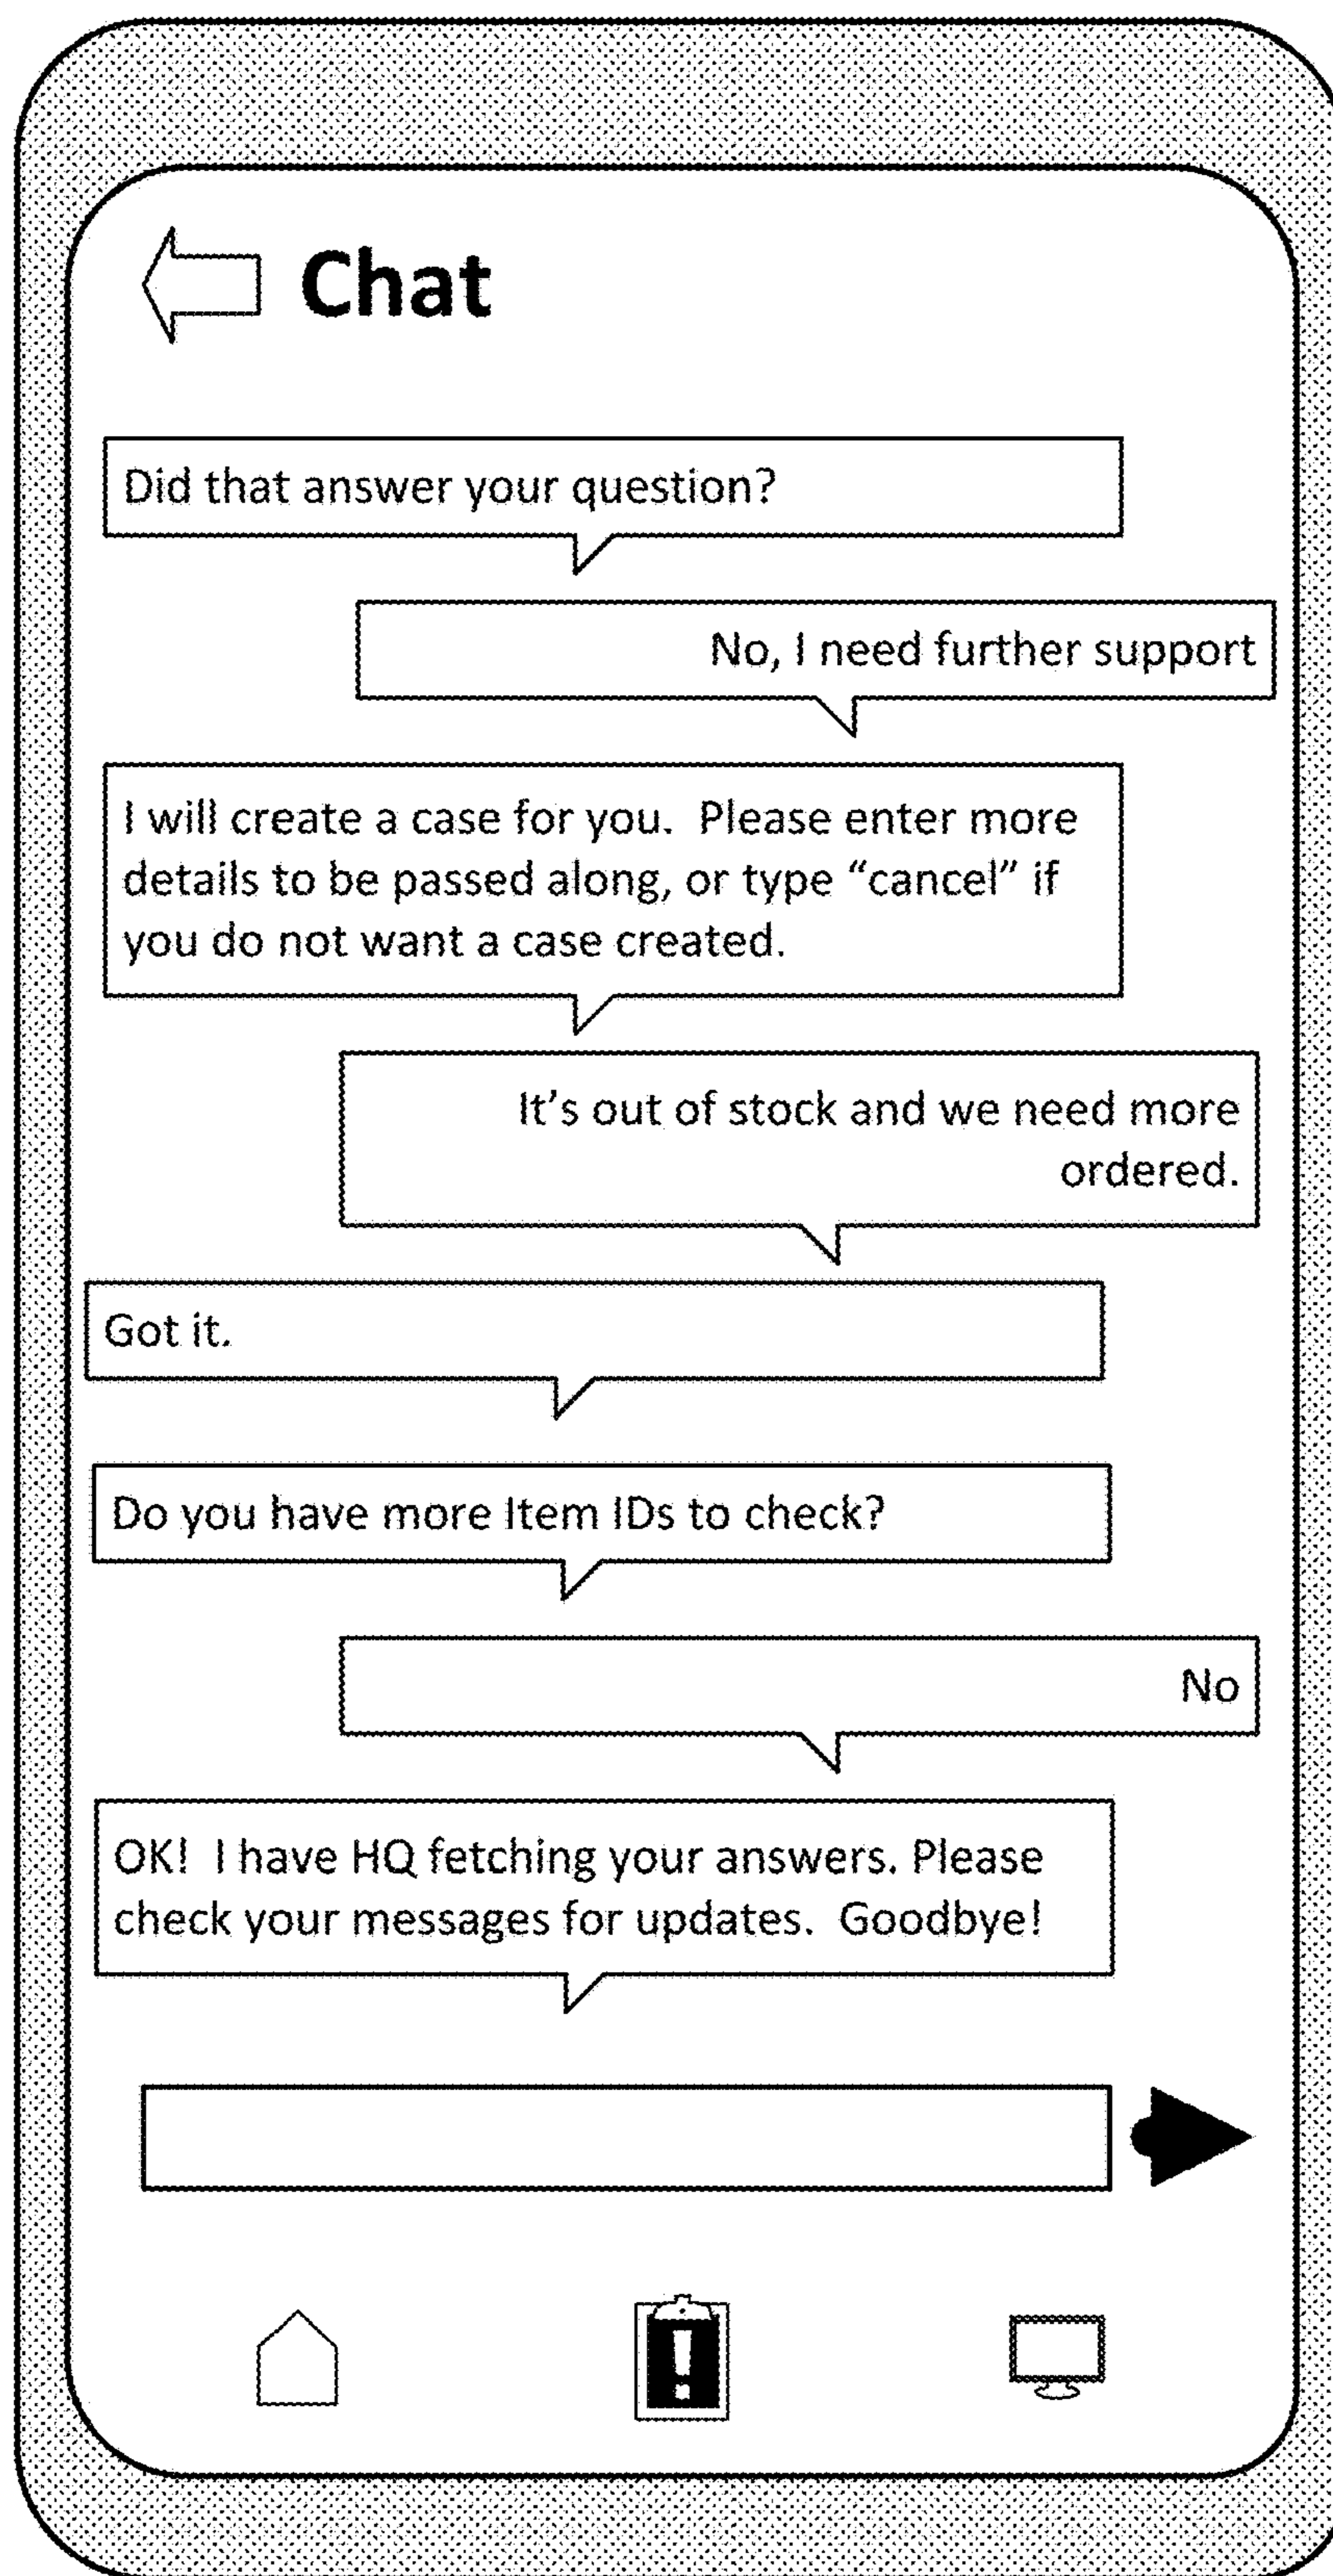 Chat
Did that answer your question?
No, I need further support
I will create a case for you.  Please enter more
details to be passed along, or type “cancel” if
you do not want a case created.
It’s out of stock and we need more
ordered.
Got it.
Do you have more Item IDs to check?
No
OK!  I have HQ fetching your answers. Please
check your messages for updates.  Goodbye!
!